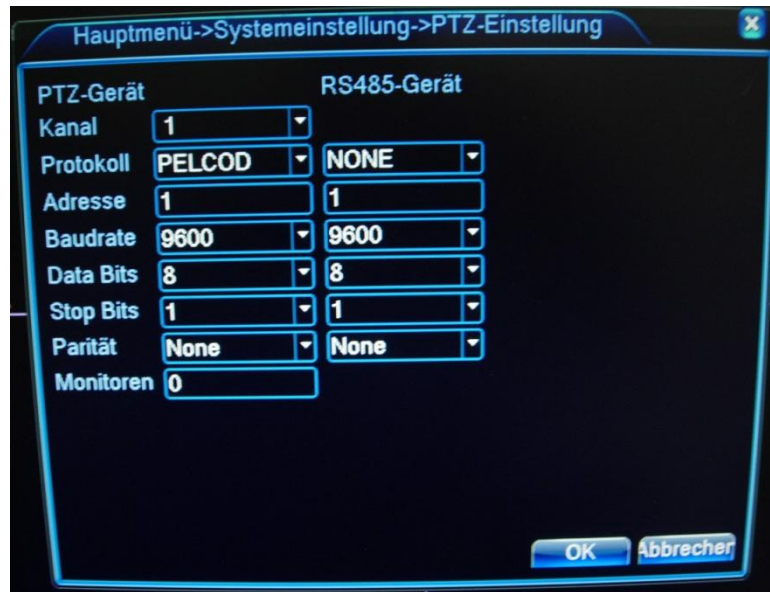 Hauptmenü->Systemeinstellung->PTZ-Einstellung
PTZ-Gerät RS485-Gerät
Kanal 1
Protokoll PELCOD NONE
Adresse 1 1
Baudrate 9600 9600
Data Bits 8 8
Stop Bits 1 1
Parität None None
Monitoren 0
OK Abbrechen